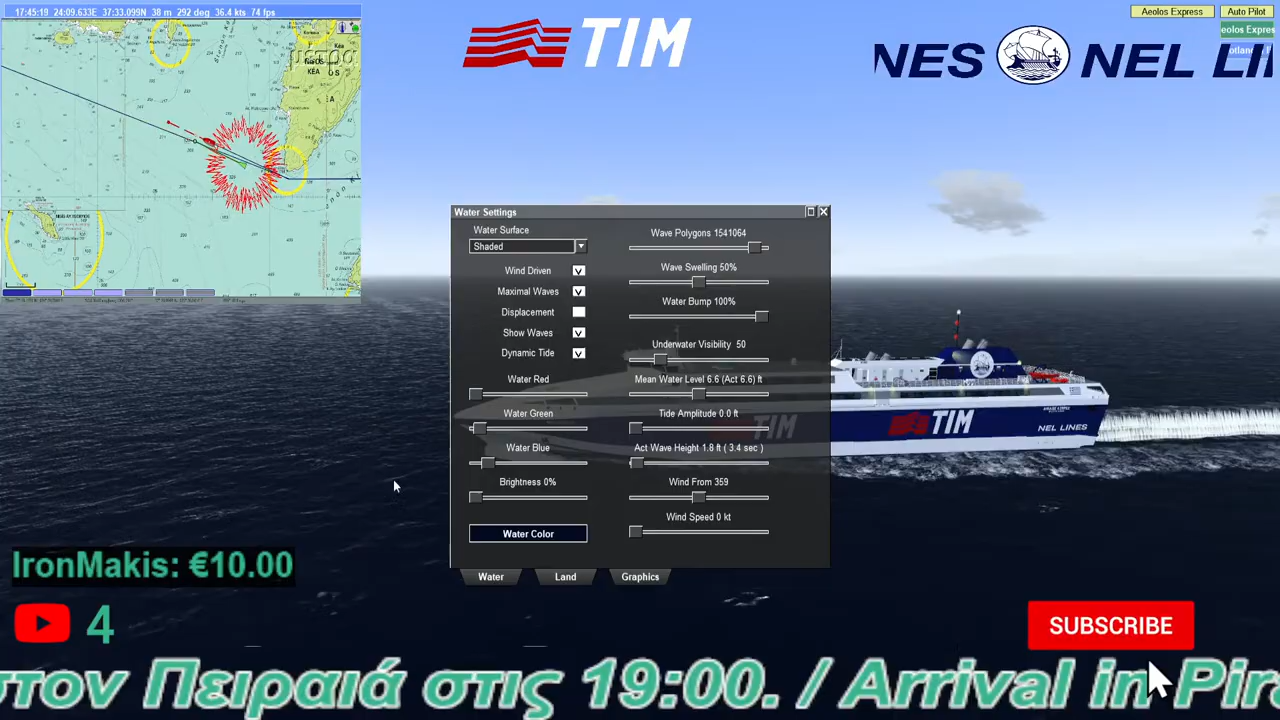 17:45:19 24:09.633E 37:33.099N 38 m 292 deg 36.4 kts 74 fps
Aeolos Express
Auto Pilot
Aeolos Expres
TIM
NES NEL LI
KEA
Water Settings
Water Surface
Shaded
Wind Driven
Maximal Waves
Displacement
Show Waves
Dynamic Tide
Water Red
Water Green
Water Blue
Brightness 0%
Water Color
Wave Polygons 1541064
Wave Swelling 50%
Water Bump 100%
Underwater Visibility 50
Mean Water Level 6.6 (Act 6.6) ft
Tide Amplitude 0.0 ft
Act Wave Height 1.8 ft ( 3.4 sec )
Wind From 359
Wind Speed 0 kt
Water
Land
Graphics
TIM
TIM
NEL LINES
IronMakis: €10.00
4
SUBSCRIBE
στον Πειραιά στις 19:00. / Arrival in Pir